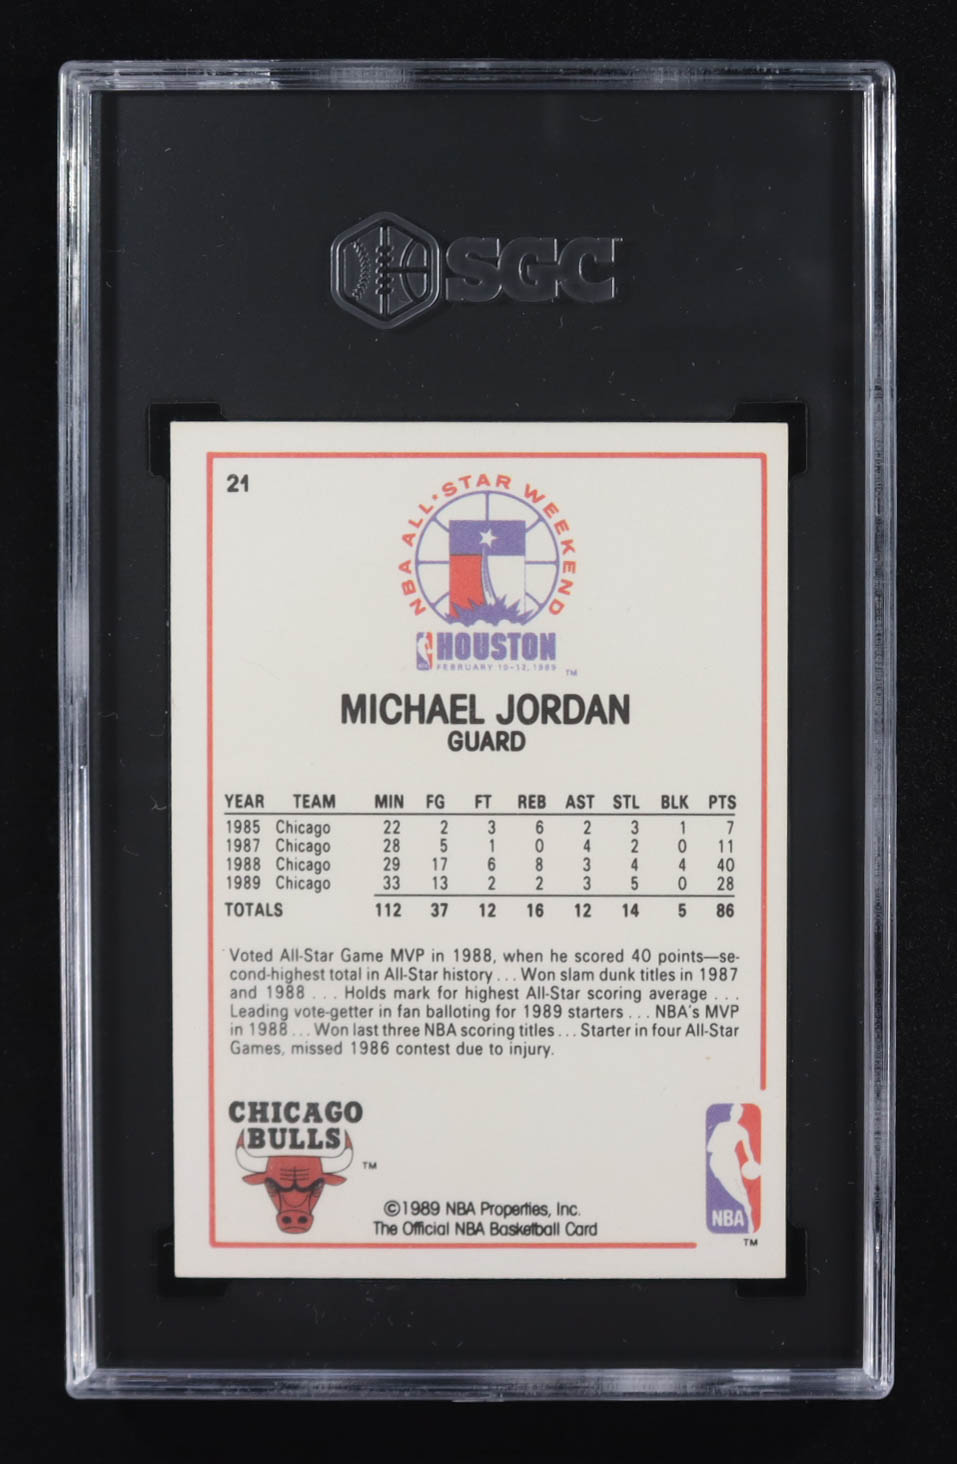 SGC
21
NBA ALL·STAR WEEKEND
HOUSTON
FEBRUARY 10-12, 1989
TM
MICHAEL JORDAN
GUARD
YEAR TEAM MIN FG FT REB AST STL BLK PTS
1985 Chicago 22 2 3 6 2 3 1 7
1987 Chicago 28 5 1 0 4 2 0 11
1988 Chicago 29 17 6 8 3 4 4 40
1989 Chicago 33 13 2 2 3 5 0 28
TOTALS 112 37 12 16 12 14 5 86
Voted All-Star Game MVP in 1988, when he scored 40 points—se-
cond-highest total in All-Star history . . . Won slam dunk titles in 1987
and 1988 . . . Holds mark for highest All-Star scoring average . . .
Leading vote-getter in fan balloting for 1989 starters . . . NBA's MVP
in 1988 . . . Won last three NBA scoring titles . . . Starter in four All-Star
Games, missed 1986 contest due to injury.
CHICAGO
BULLS
TM
©1989 NBA Properties, Inc.
The Official NBA Basketball Card
NBA
TM